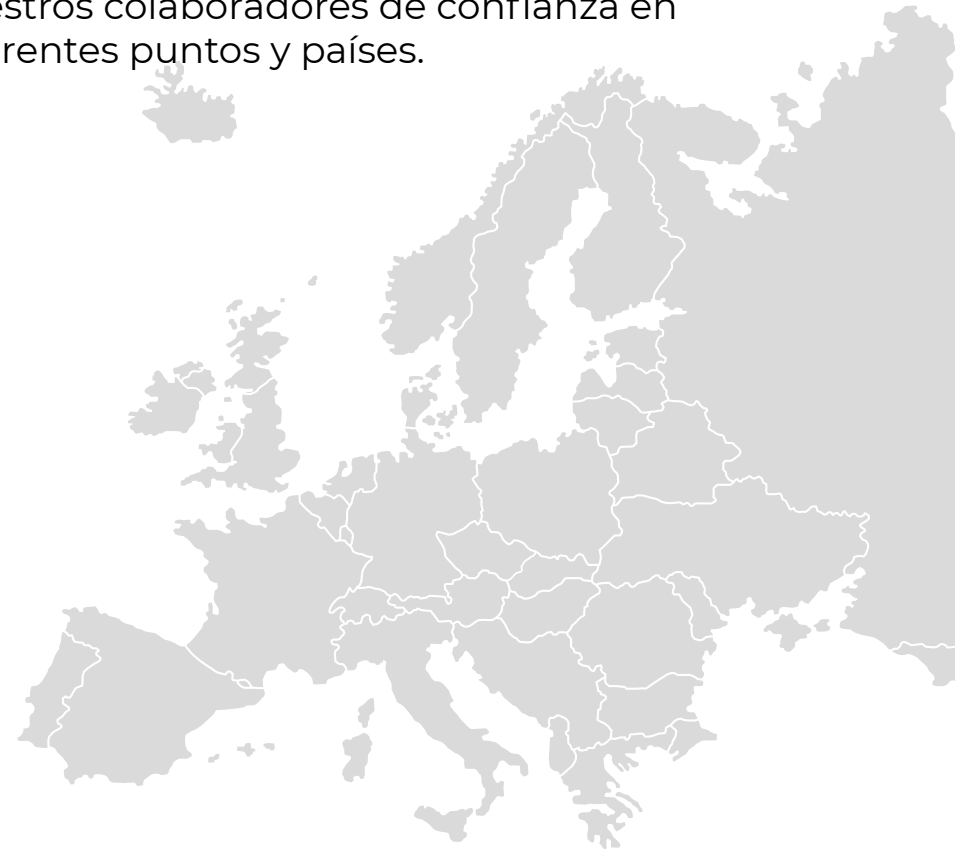 estros colaboradores de confianza en
rentes puntos y países.